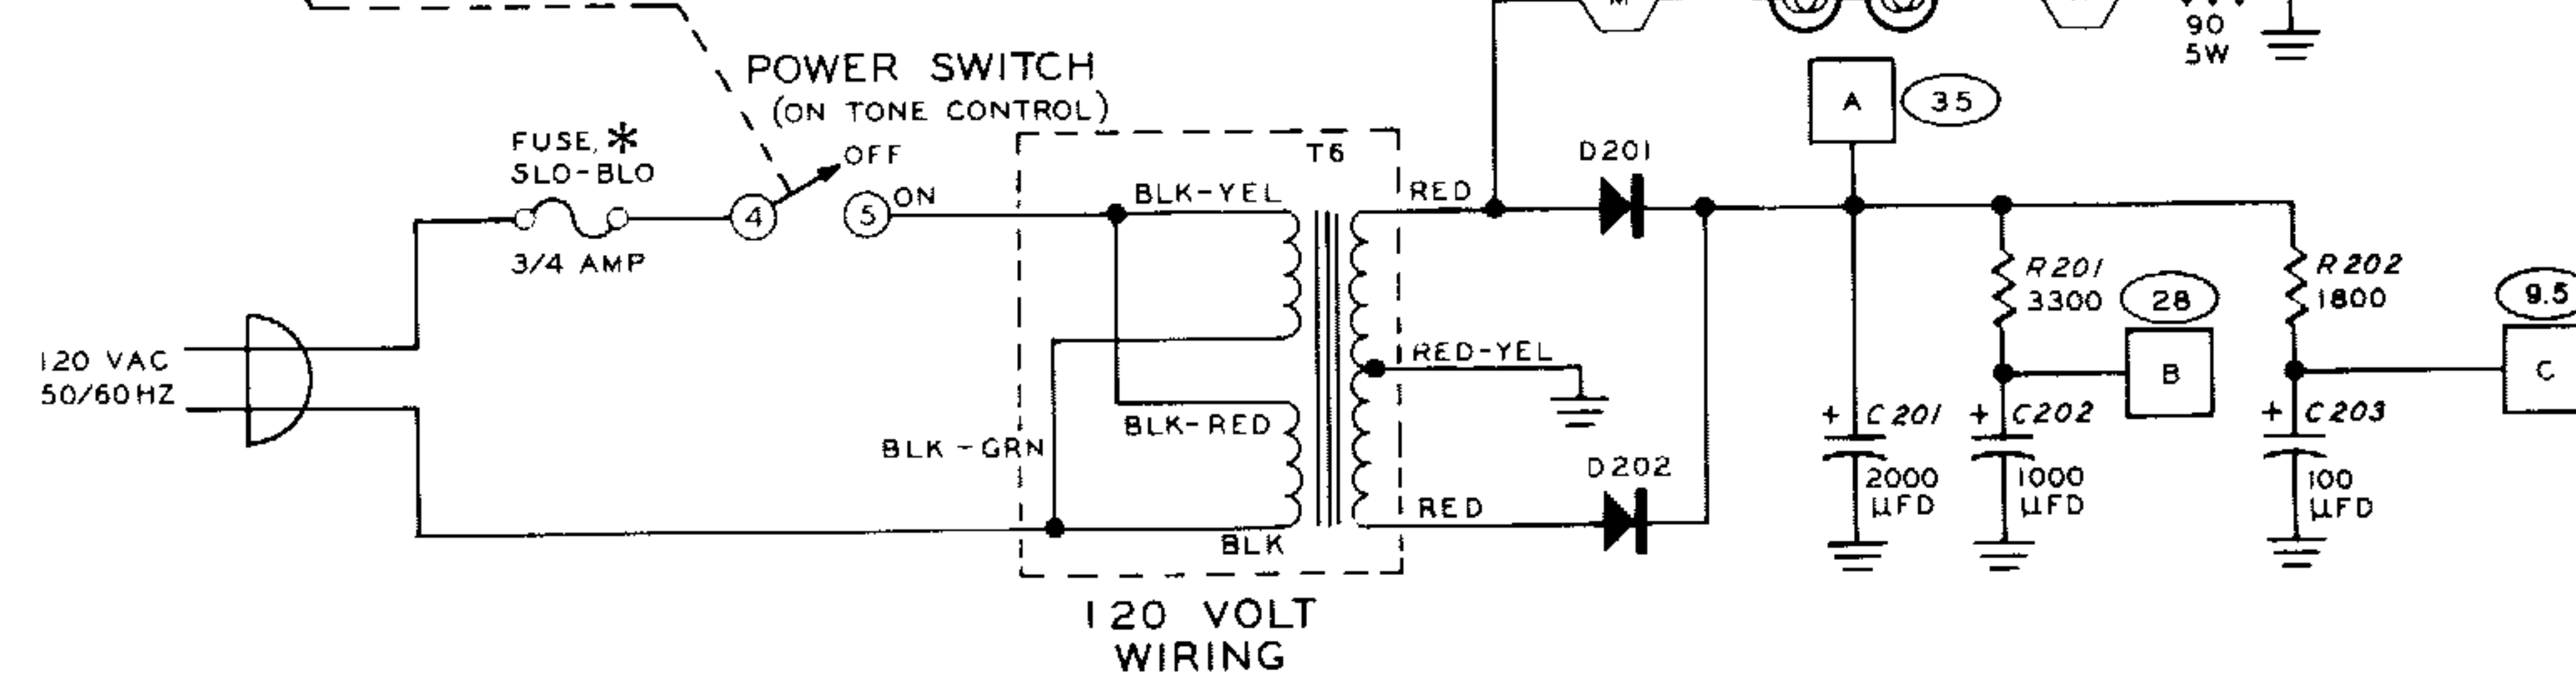 90
5W
POWER SWITCH
(ON TONE CONTROL)
A
35
FUSE, *
SLO-BLO
3/4 AMP
OFF
4
5
ON
T6
BLK-YEL
RED
D201
120 VAC
50/60 HZ
BLK-RED
BLK-GRN
BLK
RED-YEL
RED
D202
R201
3300
28
B
R202
1800
9.5
C
+ C201
2000
µFD
+ C202
1000
µFD
+ C203
100
µFD
120 VOLT
WIRING